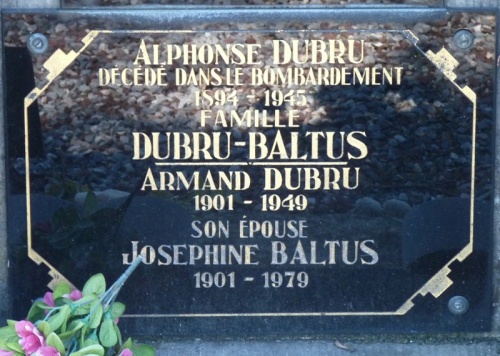 ALPHONSE DUBRU
DÉCÉDÉ DANS LE BOMBARDEMENT
1894 - 1945
FAMILLE
DUBRU-BALTUS
ARMAND DUBRU
1901 - 1949
SON ÉPOUSE
JOSEPHINE BALTUS
1901 - 1979